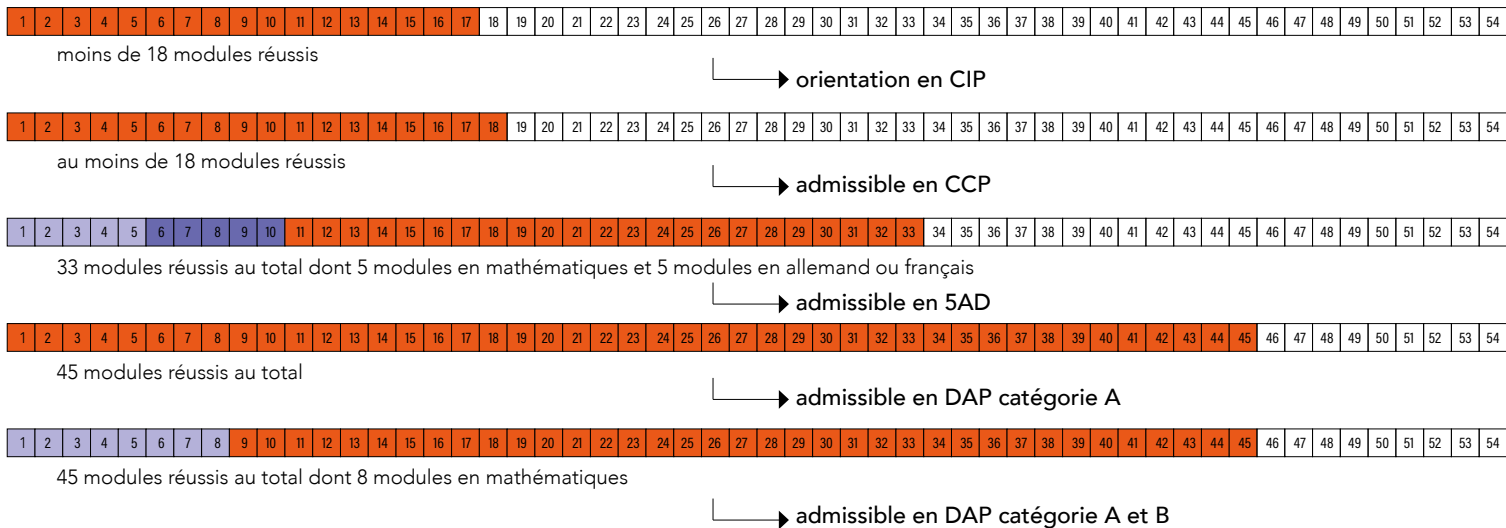 1 2 3 4 5 6 7 8 9 10 11 12 13 14 15 16 17 18 19 20 21 22 23 24 25 26 27 28 29 30 31 32 33 34 35 36 37 38 39 40 41 42 43 44 45 46 47 48 49 50 51 52 53 54
moins de 18 modules réussis
orientation en CIP
1 2 3 4 5 6 7 8 9 10 11 12 13 14 15 16 17 18 19 20 21 22 23 24 25 26 27 28 29 30 31 32 33 34 35 36 37 38 39 40 41 42 43 44 45 46 47 48 49 50 51 52 53 54
au moins de 18 modules réussis
admissible en CCP
1 2 3 4 5 6 7 8 9 10 11 12 13 14 15 16 17 18 19 20 21 22 23 24 25 26 27 28 29 30 31 32 33 34 35 36 37 38 39 40 41 42 43 44 45 46 47 48 49 50 51 52 53 54
33 modules réussis au total dont 5 modules en mathématiques et 5 modules en allemand ou français
admissible en 5AD
1 2 3 4 5 6 7 8 9 10 11 12 13 14 15 16 17 18 19 20 21 22 23 24 25 26 27 28 29 30 31 32 33 34 35 36 37 38 39 40 41 42 43 44 45 46 47 48 49 50 51 52 53 54
45 modules réussis au total
admissible en DAP catégorie A
1 2 3 4 5 6 7 8 9 10 11 12 13 14 15 16 17 18 19 20 21 22 23 24 25 26 27 28 29 30 31 32 33 34 35 36 37 38 39 40 41 42 43 44 45 46 47 48 49 50 51 52 53 54
45 modules réussis au total dont 8 modules en mathématiques
admissible en DAP catégorie A et B